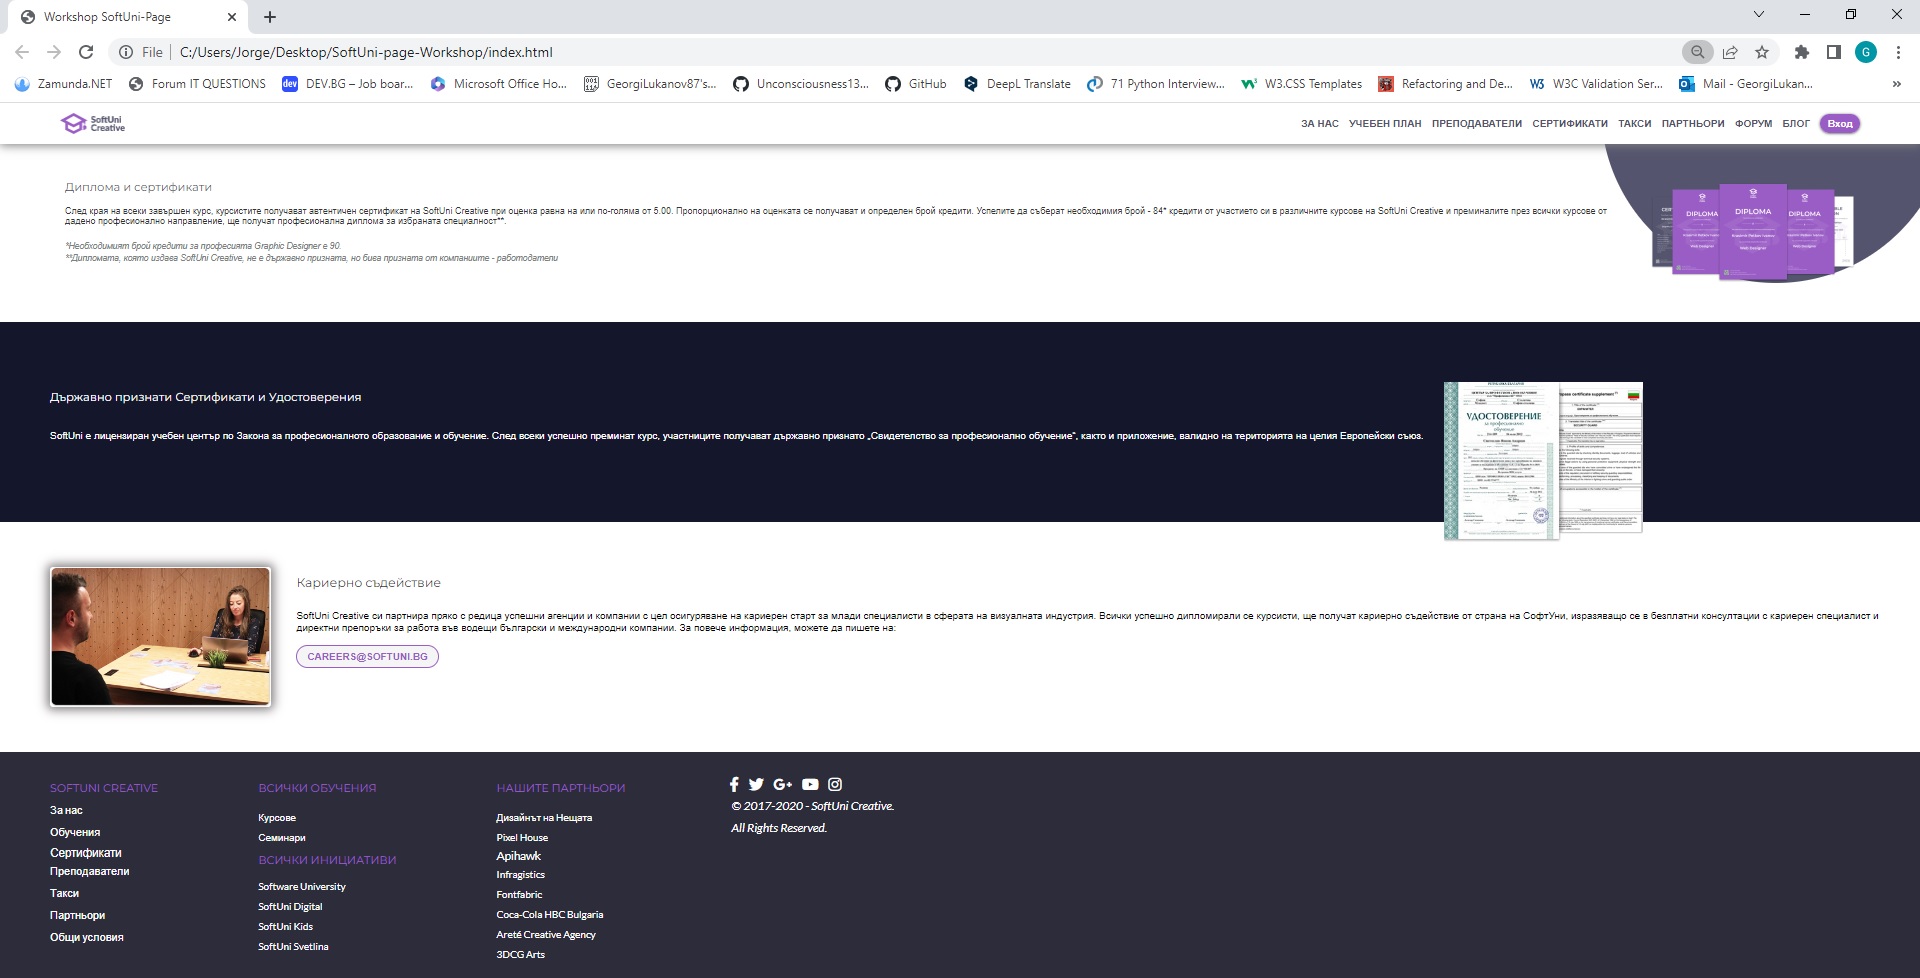 Workshop SoftUni-Page
File | C:/Users/Jorge/Desktop/SoftUni-page-Workshop/index.html
G
Zamunda.NET Forum IT QUESTIONS DEV.BG – Job boar... Microsoft Office Ho... GeorgiLukanov87's... Unconsciousness13... GitHub DeepL Translate 71 Python Interview... W3.CSS Templates Refactoring and De... W3C Validation Ser... Mail - GeorgiLukan... »
SoftUni
Creative
ЗА НАС УЧЕБЕН ПЛАН ПРЕПОДАВАТЕЛИ СЕРТИФИКАТИ ТАКСИ ПАРТНЬОРИ ФОРУМ БЛОГ Вход
Диплома и сертификати
След края на всеки завършен курс, курсистите получават автентичен сертификат на SoftUni Creative при оценка равна на или по-голяма от 5.00. Пропорционално на оценката се получават и определен брой кредити. Успелите да съберат необходимия брой - 84* кредити от участието си в различните курсове на SoftUni Creative и преминалите през всички курсове от
дадено професионално направление, ще получат професионална диплома за избраната специалност**.
*Необходимият брой кредити за професията Graphic Designer е 90.
**Дипломата, която издава SoftUni Creative, не е държавно призната, но бива призната от компаниите - работодатели
DIPLOMA DIPLOMA DIPLOMA
Web Designer Web Designer Web Designer
Държавно признати Сертификати и Удостоверения
SoftUni е лицензиран учебен център по Закона за професионалното образование и обучение. След всеки успешно преминат курс, участниците получават държавно признато „Свидетелство за професионално обучение“, както и приложение, валидно на територията на целия Европейски съюз.
УДОСТОВЕРЕНИЕ
за професионално
обучение
certificate supplement
Кариерно съдействие
SoftUni Creative си партнира пряко с редица успешни агенции и компании с цел осигуряване на кариерен старт за млади специалисти в сферата на визуалната индустрия. Всички успешно дипломирали се курсисти, ще получат кариерно съдействие от страна на СофтУни, изразяващо се в безплатни консултации с кариерен специалист и
директни препоръки за работа във водещи български и международни компании. За повече информация, можете да пишете на:
CAREERS@SOFTUNI.BG
SOFTUNI CREATIVE
За нас
Обучения
Сертификати
Преподаватели
Такси
Партньори
Общи условия
ВСИЧКИ ОБУЧЕНИЯ
Курсове
Семинари
ВСИЧКИ ИНИЦИАТИВИ
Software University
SoftUni Digital
SoftUni Kids
SoftUni Svetlina
НАШИТЕ ПАРТНЬОРИ
Дизайнът на Нещата
Pixel House
Apihawk
Infragistics
Fontfabric
Coca-Cola HBC Bulgaria
Areté Creative Agency
3DCG Arts
© 2017-2020 - SoftUni Creative.
All Rights Reserved.